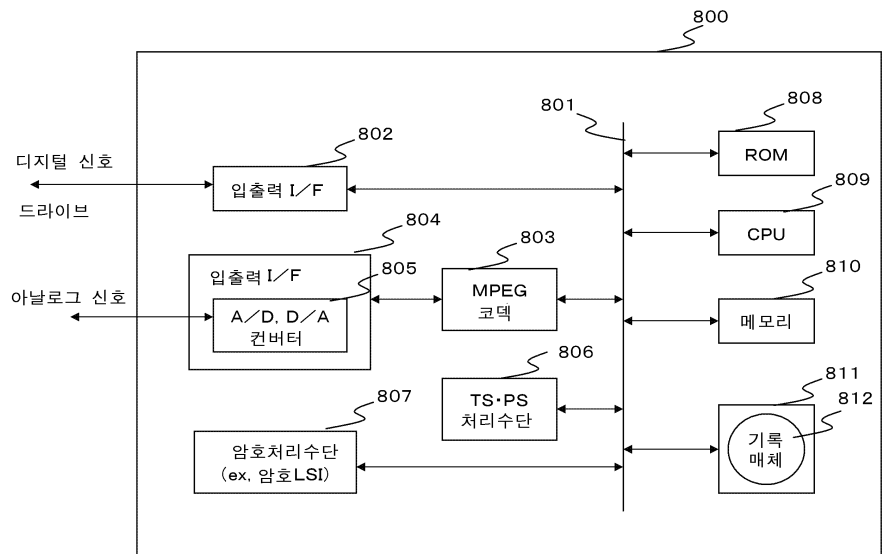 800
801
808
ROM
802
디지털 신호
입출력 I／F
드라이브
809
CPU
804
803
입출력 I／F
805
아날로그 신호
A／D, D／A
컨버터
MPEG
코덱
810
메모리
806
TS•PS
처리수단
807
암호처리수단
(ex, 암호LSI)
811
812
기록
매체